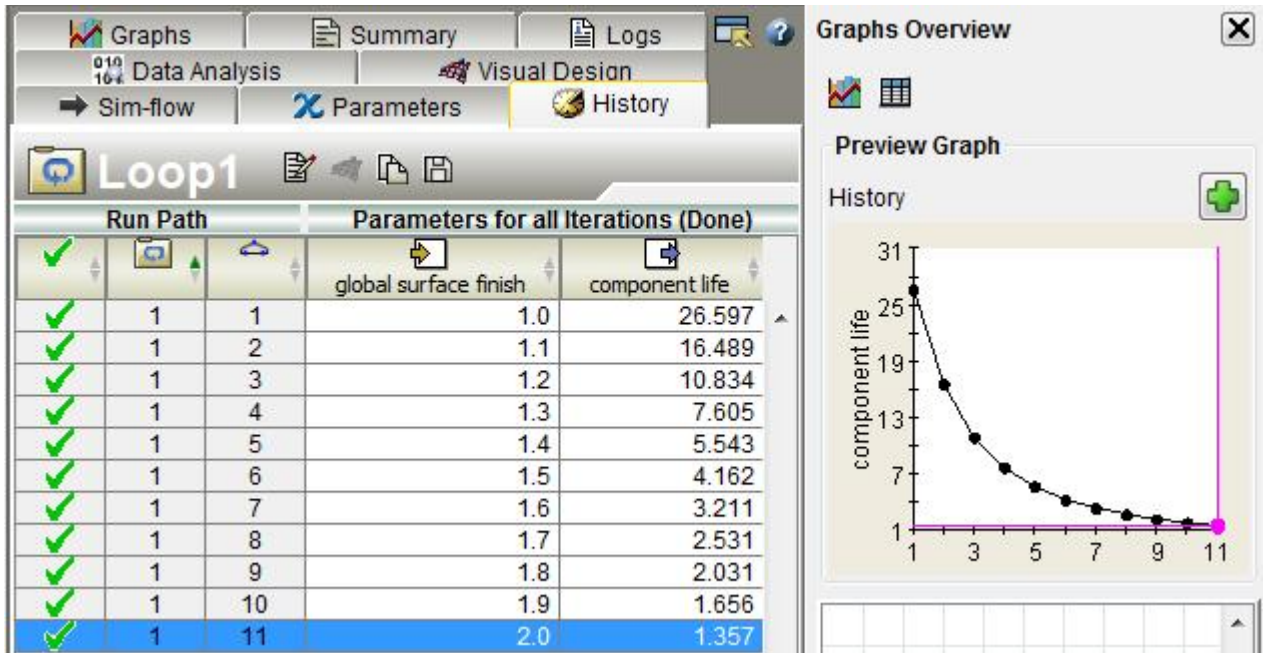 Graphs Summary Logs
Data Analysis Visual Design
Sim-flow Parameters History
Loop1
Run Path Parameters for all Iterations (Done)
global surface finish component life
1 1 1.0 26.597
1 2 1.1 16.489
1 3 1.2 10.834
1 4 1.3 7.605
1 5 1.4 5.543
1 6 1.5 4.162
1 7 1.6 3.211
1 8 1.7 2.531
1 9 1.8 2.031
1 10 1.9 1.656
1 11 2.0 1.357
Graphs Overview
Preview Graph
History
component life
31
25
19
13
7
1
1 3 5 7 9 11